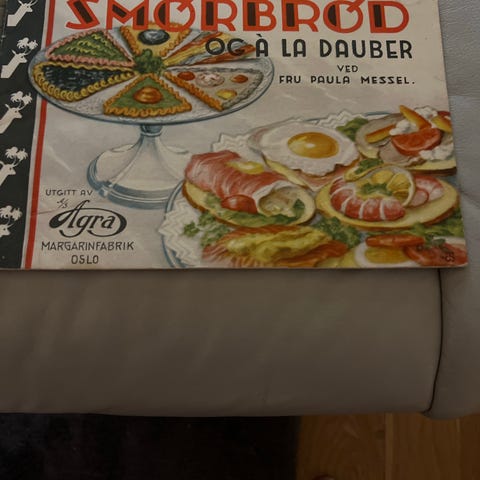 SMØRBRØD
OG À LA DAUBER
VED
FRU PAULA MESSEL.
UTGITT AV
A/S Agra
MARGARINFABRIK
OSLO